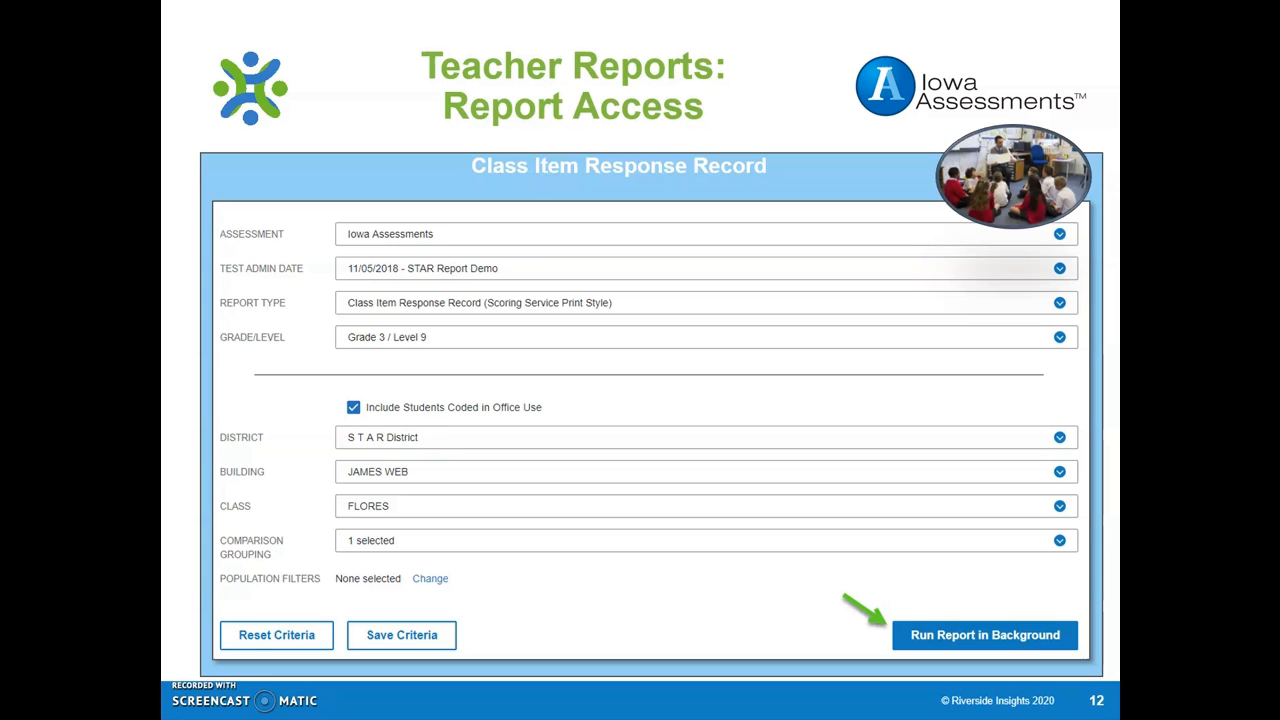 Teacher Reports:
Report Access
A
Iowa
Assessments™
Class Item Response Record
ASSESSMENT Iowa Assessments
TEST ADMIN DATE 11/05/2018 - STAR Report Demo
REPORT TYPE Class Item Response Record (Scoring Service Print Style)
GRADE/LEVEL Grade 3 / Level 9
Include Students Coded in Office Use
DISTRICT S T A R District
BUILDING JAMES WEB
CLASS FLORES
COMPARISON GROUPING 1 selected
POPULATION FILTERS None selected Change
Reset Criteria Save Criteria Run Report in Background
RECORDED WITH
SCREENCAST MATIC
© Riverside Insights 2020 12